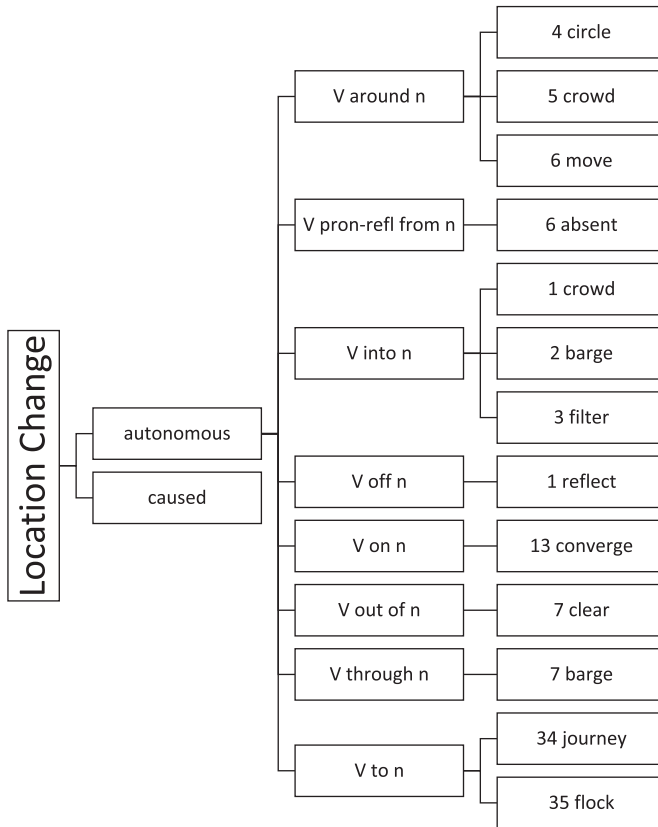 Location Change
autonomous
caused
V around n
4 circle
5 crowd
6 move
V pron-refl from n
6 absent
V into n
1 crowd
2 barge
3 filter
V off n
1 reflect
V on n
13 converge
V out of n
7 clear
V through n
7 barge
V to n
34 journey
35 flock